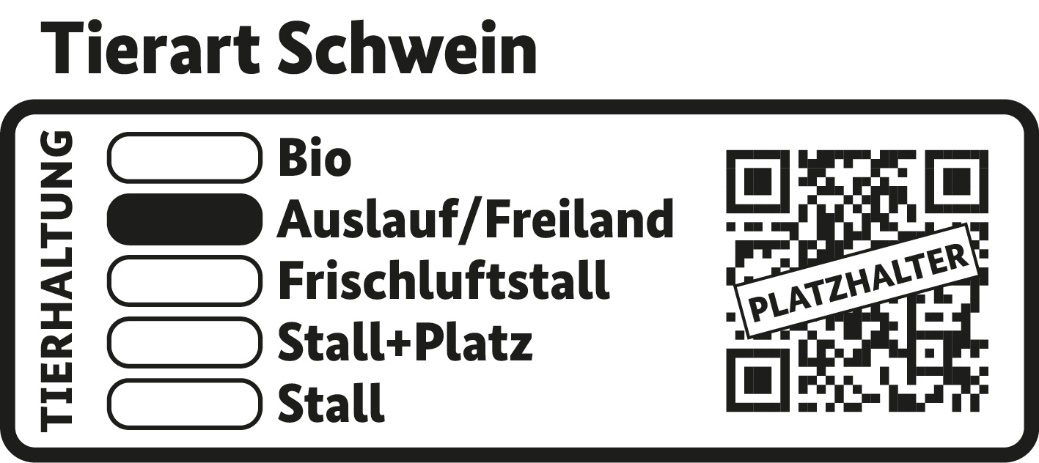 Tierart Schwein
TIERHALTUNG
Bio
Auslauf/Freiland
Frischluftstall
Stall+Platz
Stall
PLATZHALTER